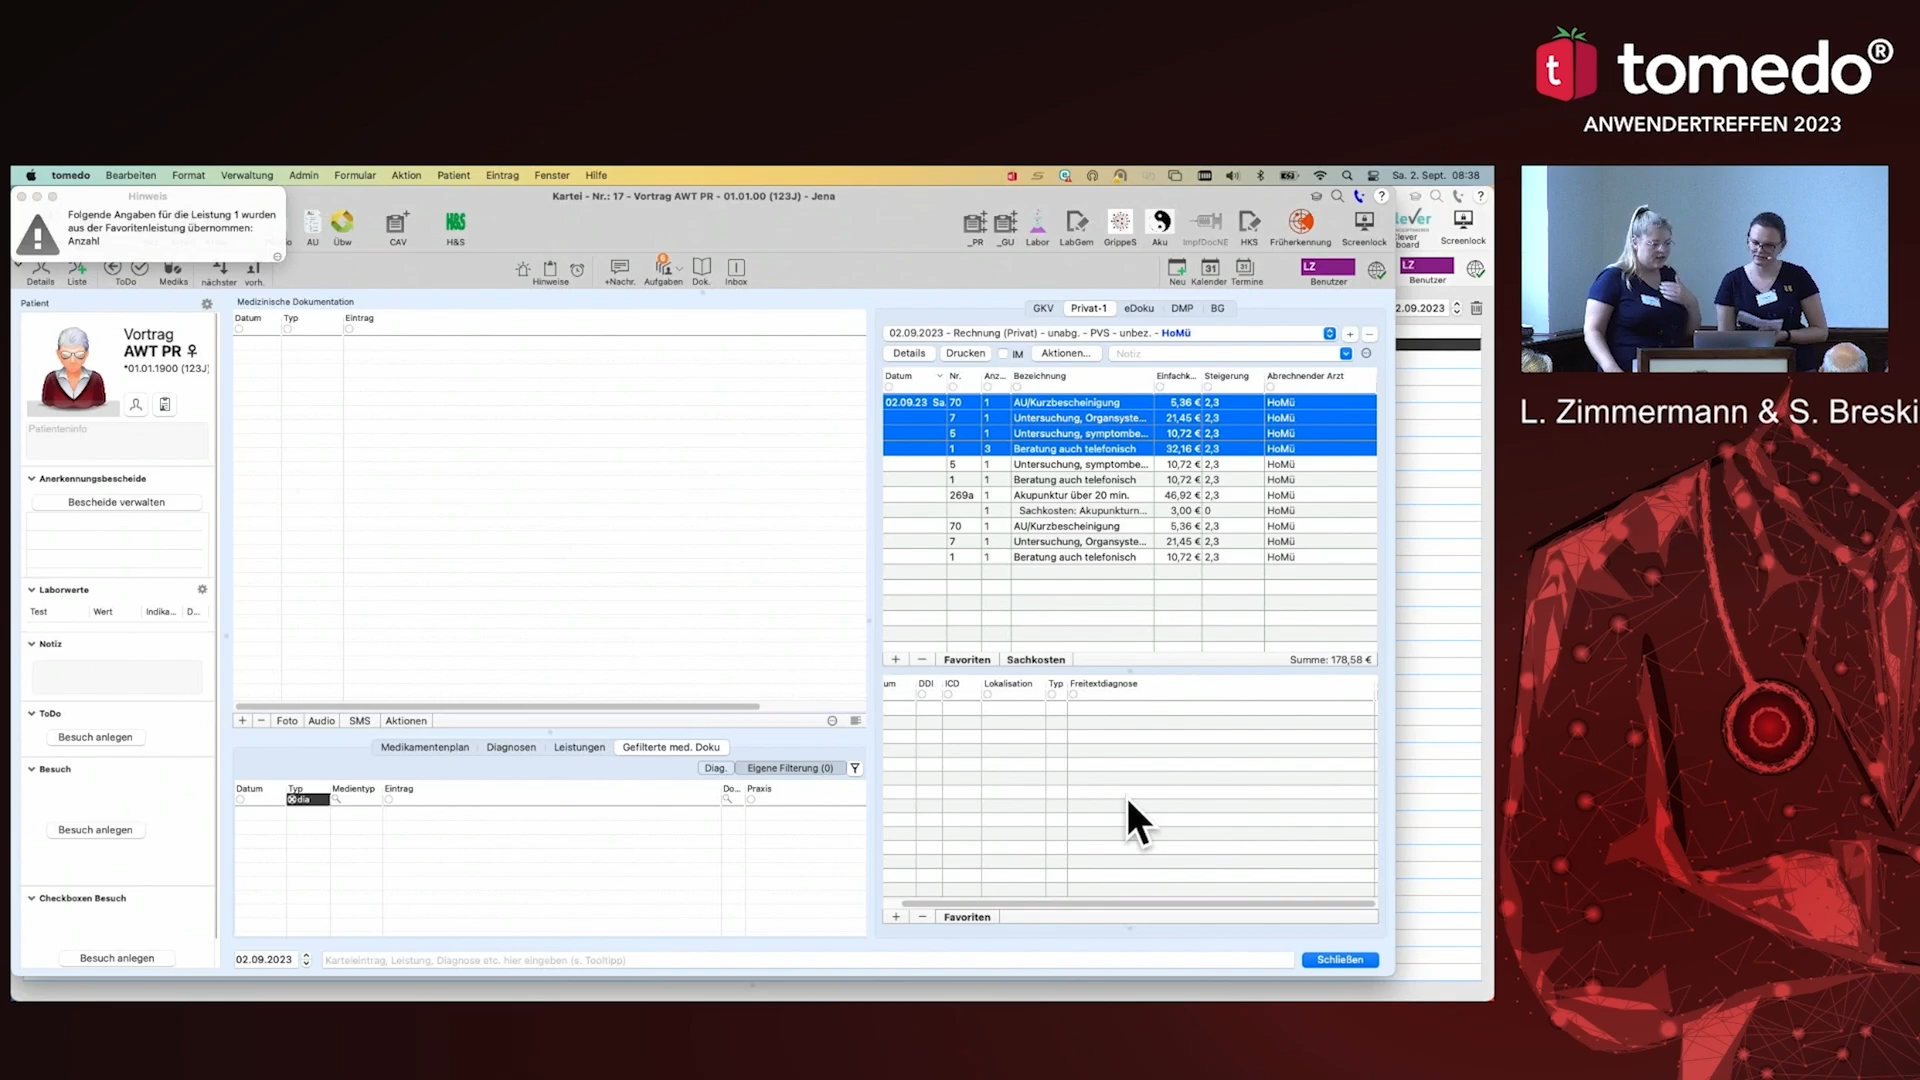 tomedo®
ANWENDERTREFFEN 2023
L. Zimmermann & S. Breski
tomedo Bearbeiten Format Verwaltung Admin Formular Aktion Patient Eintrag Fenster Hilfe
Sa. 2. Sept. 08:38
Hinweis
Folgende Angaben für die Leistung 1 wurden
aus der Favoritenleistung übernommen:
Anzahl
Kartei - Nr.: 17 - Vortrag AWT PR - 01.01.00 (123J) - Jena
AU Übw CAV H&S
_PR _GU Labor LabGem GrippeS Aku ImpfDocNE HKS Früherkennung Screenlock
Screenlock
Details Liste ToDo Mediks nächster vorh.
Hinweise +Nachr. Aufgaben Dok. Inbox
Neu Kalender Termine
LZ
Benutzer
LZ
Benutzer
Patient
Vortrag
AWT PR
*01.01.1900 (123J)
Patienteninfo
Anerkennungsbescheide
Bescheide verwalten
Laborwerte
Test Wert Indika... D...
Notiz
ToDo
Besuch anlegen
Besuch
Besuch anlegen
Checkboxen Besuch
Besuch anlegen
Medizinische Dokumentation
Datum Typ Eintrag
+ − Foto Audio SMS Aktionen
Medikamentenplan Diagnosen Leistungen Gefilterte med. Doku
Diag. Eigene Filterung (0)
Datum Typ Medientyp Eintrag Do... Praxis
dia
02.09.2023 Karteieintrag, Leistung, Diagnose etc. hier eingeben (s. Tooltipp)
Schließen
GKV Privat-1 eDoku DMP BG
02.09.2023 - Rechnung (Privat) - unabg. - PVS - unbez. - HoMü
Details Drucken IM Aktionen... Notiz
Datum Nr. Anz... Bezeichnung Einfachk... Steigerung Abrechnender Arzt
02.09.23 Sa. 70 1 AU/Kurzbescheinigung 5,36 € 2,3 HoMü
7 1 Untersuchung, Organsyste... 21,45 € 2,3 HoMü
5 1 Untersuchung, symptombe... 10,72 € 2,3 HoMü
1 3 Beratung auch telefonisch 32,16 € 2,3 HoMü
5 1 Untersuchung, symptombe... 10,72 € 2,3 HoMü
1 1 Beratung auch telefonisch 10,72 € 2,3 HoMü
269a 1 Akupunktur über 20 min. 46,92 € 2,3 HoMü
1 Sachkosten: Akupunkturn... 3,00 € 0 HoMü
70 1 AU/Kurzbescheinigung 5,36 € 2,3 HoMü
7 1 Untersuchung, Organsyste... 21,45 € 2,3 HoMü
1 1 Beratung auch telefonisch 10,72 € 2,3 HoMü
+ − Favoriten Sachkosten Summe: 178,58 €
um DDI ICD Lokalisation Typ Freitextdiagnose
+ − Favoriten